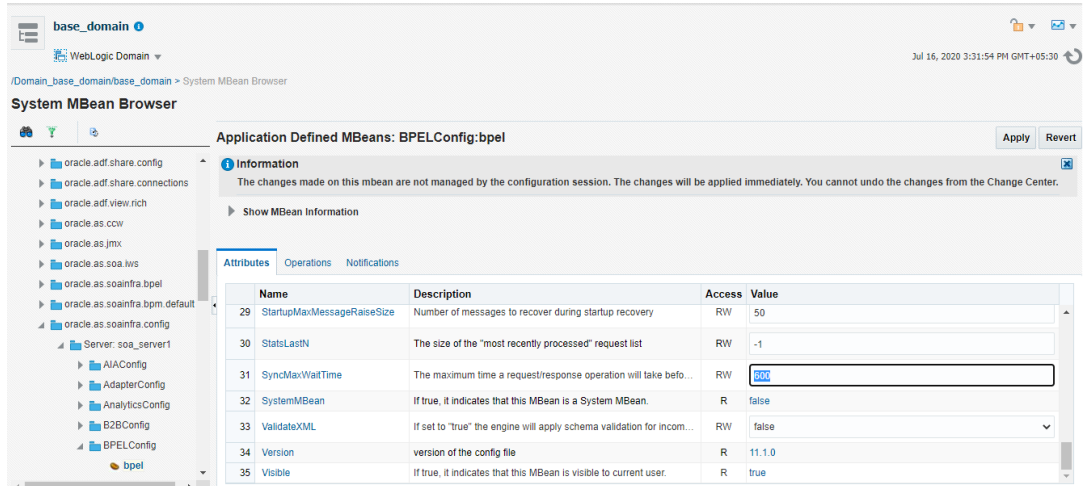 base_domain
WebLogic Domain
Jul 16, 2020 3:31:54 PM GMT+05:30
/Domain_base_domain/base_domain > System MBean Browser
System MBean Browser
oracle.adf.share.config
oracle.adf.share.connections
oracle.adf.view.rich
oracle.as.ccw
oracle.as.jmx
oracle.as.soa.iws
oracle.as.soainfra.bpel
oracle.as.soainfra.bpm.default
oracle.as.soainfra.config
Server: soa_server1
AIAConfig
AdapterConfig
AnalyticsConfig
B2BConfig
BPELConfig
bpel
Application Defined MBeans: BPELConfig:bpel
Apply Revert
Information
The changes made on this mbean are not managed by the configuration session. The changes will be applied immediately. You cannot undo the changes from the Change Center.
Show MBean Information
Attributes Operations Notifications
Name Description Access Value
29 StartupMaxMessageRaiseSize Number of messages to recover during startup recovery RW 50
30 StatsLastN The size of the "most recently processed" request list RW -1
31 SyncMaxWaitTime The maximum time a request/response operation will take befo... RW 600
32 SystemMBean If true, it indicates that this MBean is a System MBean. R false
33 ValidateXML If set to "true" the engine will apply schema validation for incom... RW false
34 Version version of the config file R 11.1.0
35 Visible If true, it indicates that this MBean is visible to current user. R true